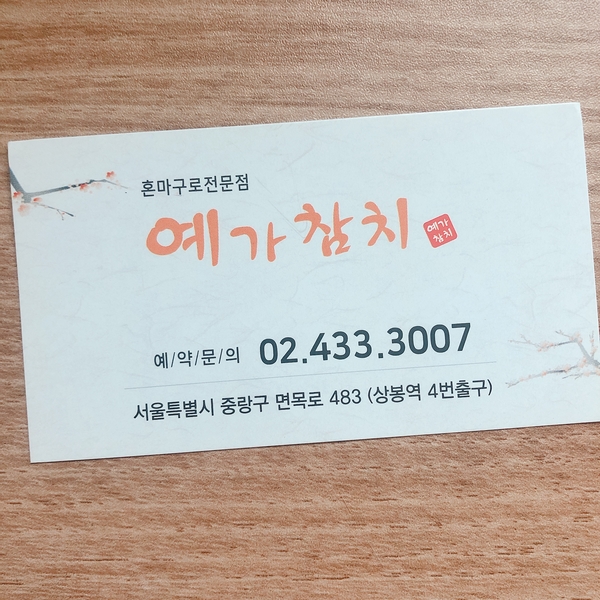 혼마구로전문점
예가참치
예가
참치
예/약/문/의 02.433.3007
서울특별시 중랑구 면목로 483 (상봉역 4번출구)